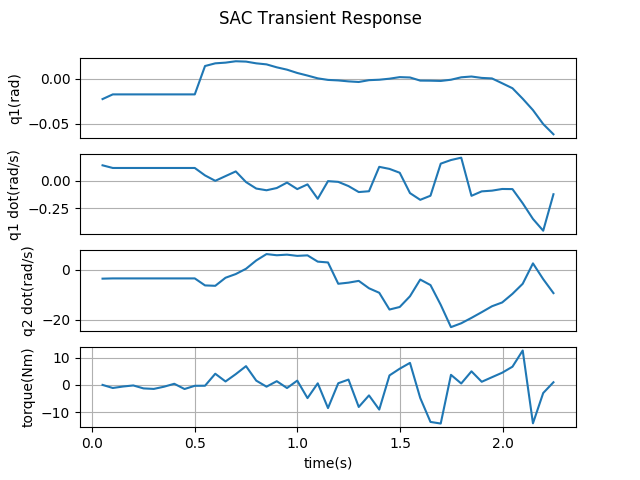 SAC Transient Response
0.00
−0.05
q1(rad)
0.00
−0.25
q1 dot(rad/s)
0
−20
q2 dot(rad/s)
10
0
−10
torque(Nm)
0.0 0.5 1.0 1.5 2.0
time(s)